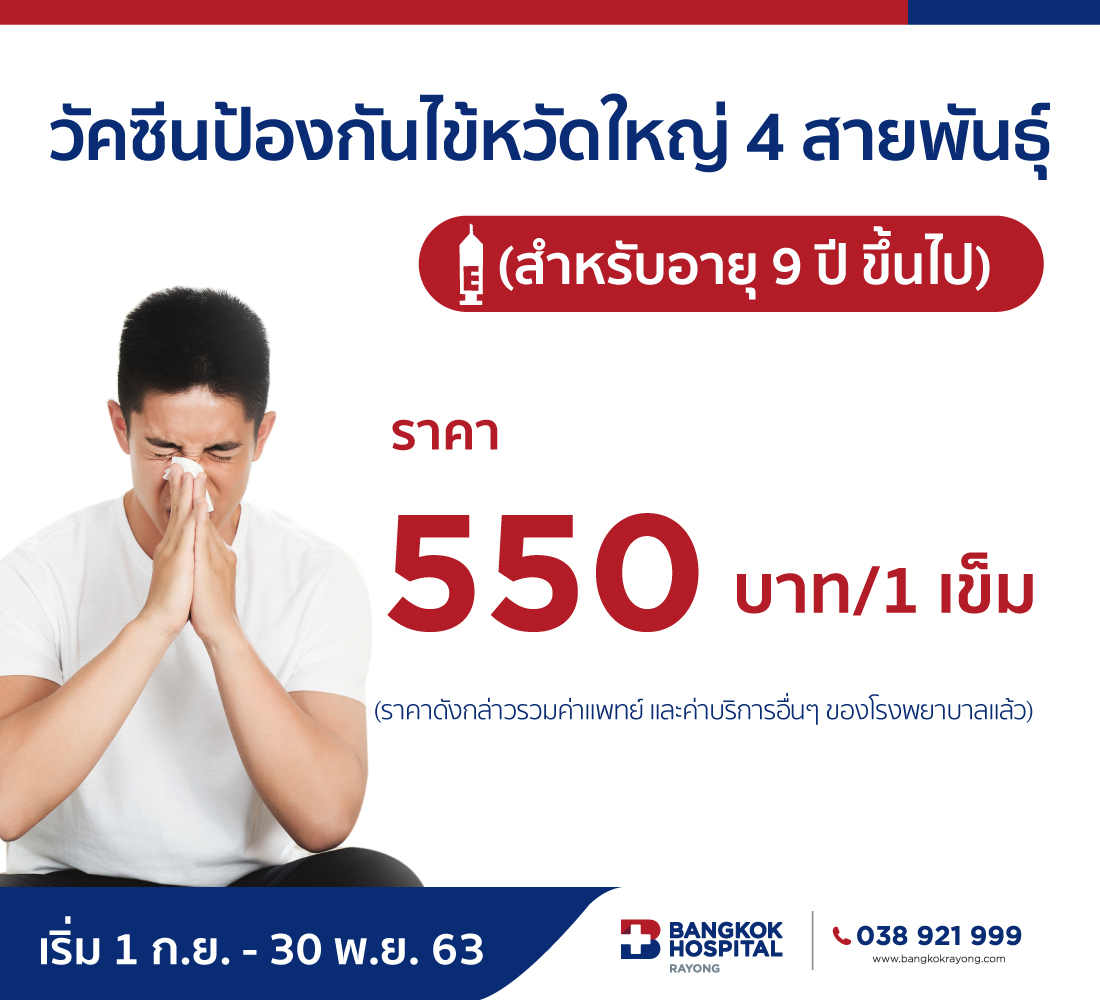 วัคซีนป้องกันไข้หวัดใหญ่ 4 สายพันธุ์
E (สำหรับอายุ 9 ปี ขึ้นไป)
ราคา
550 บาท/1 เข็ม
(ราคาดังกล่าวรวมค่าแพทย์ และค่าบริการอื่นๆ ของโรงพยาบาลแล้ว)
เริ่ม 1 ก.ย. - 30 พ.ย. 63
B BANGKOK
HOSPITAL
RAYONG
038 921 999
www.bangkokrayong.com